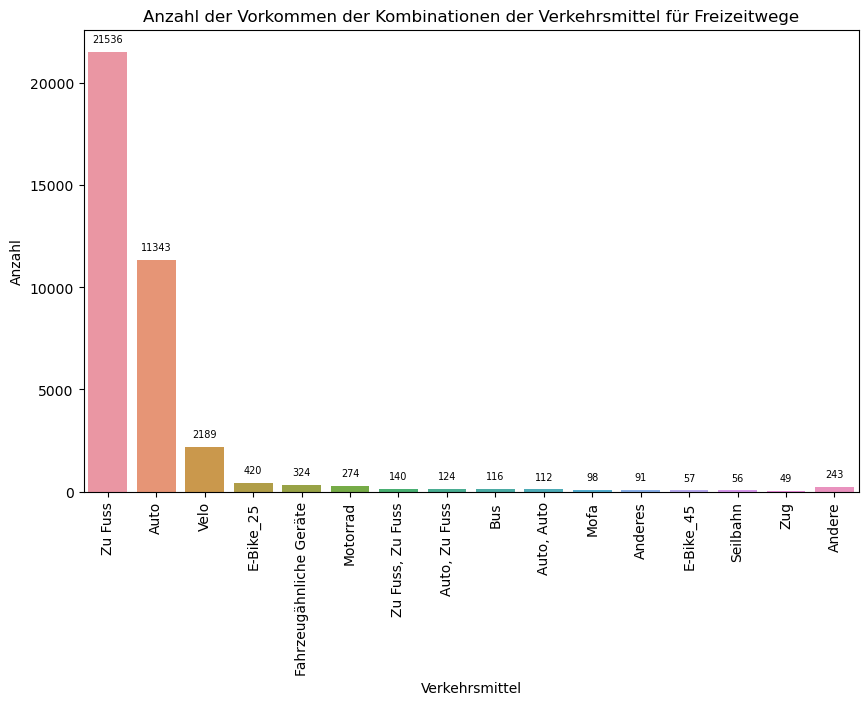 Anzahl der Vorkommen der Kombinationen der Verkehrsmittel für Freizeitwege
21536
11343
2189
420
324
274
140
124
116
112
98
91
57
56
49
243
20000
15000
10000
5000
0
Anzahl
Zu Fuss
Auto
Velo
E-Bike_25
Fahrzeugähnliche Geräte
Motorrad
Zu Fuss, Zu Fuss
Auto, Zu Fuss
Bus
Auto, Auto
Mofa
Anderes
E-Bike_45
Seilbahn
Zug
Andere
Verkehrsmittel